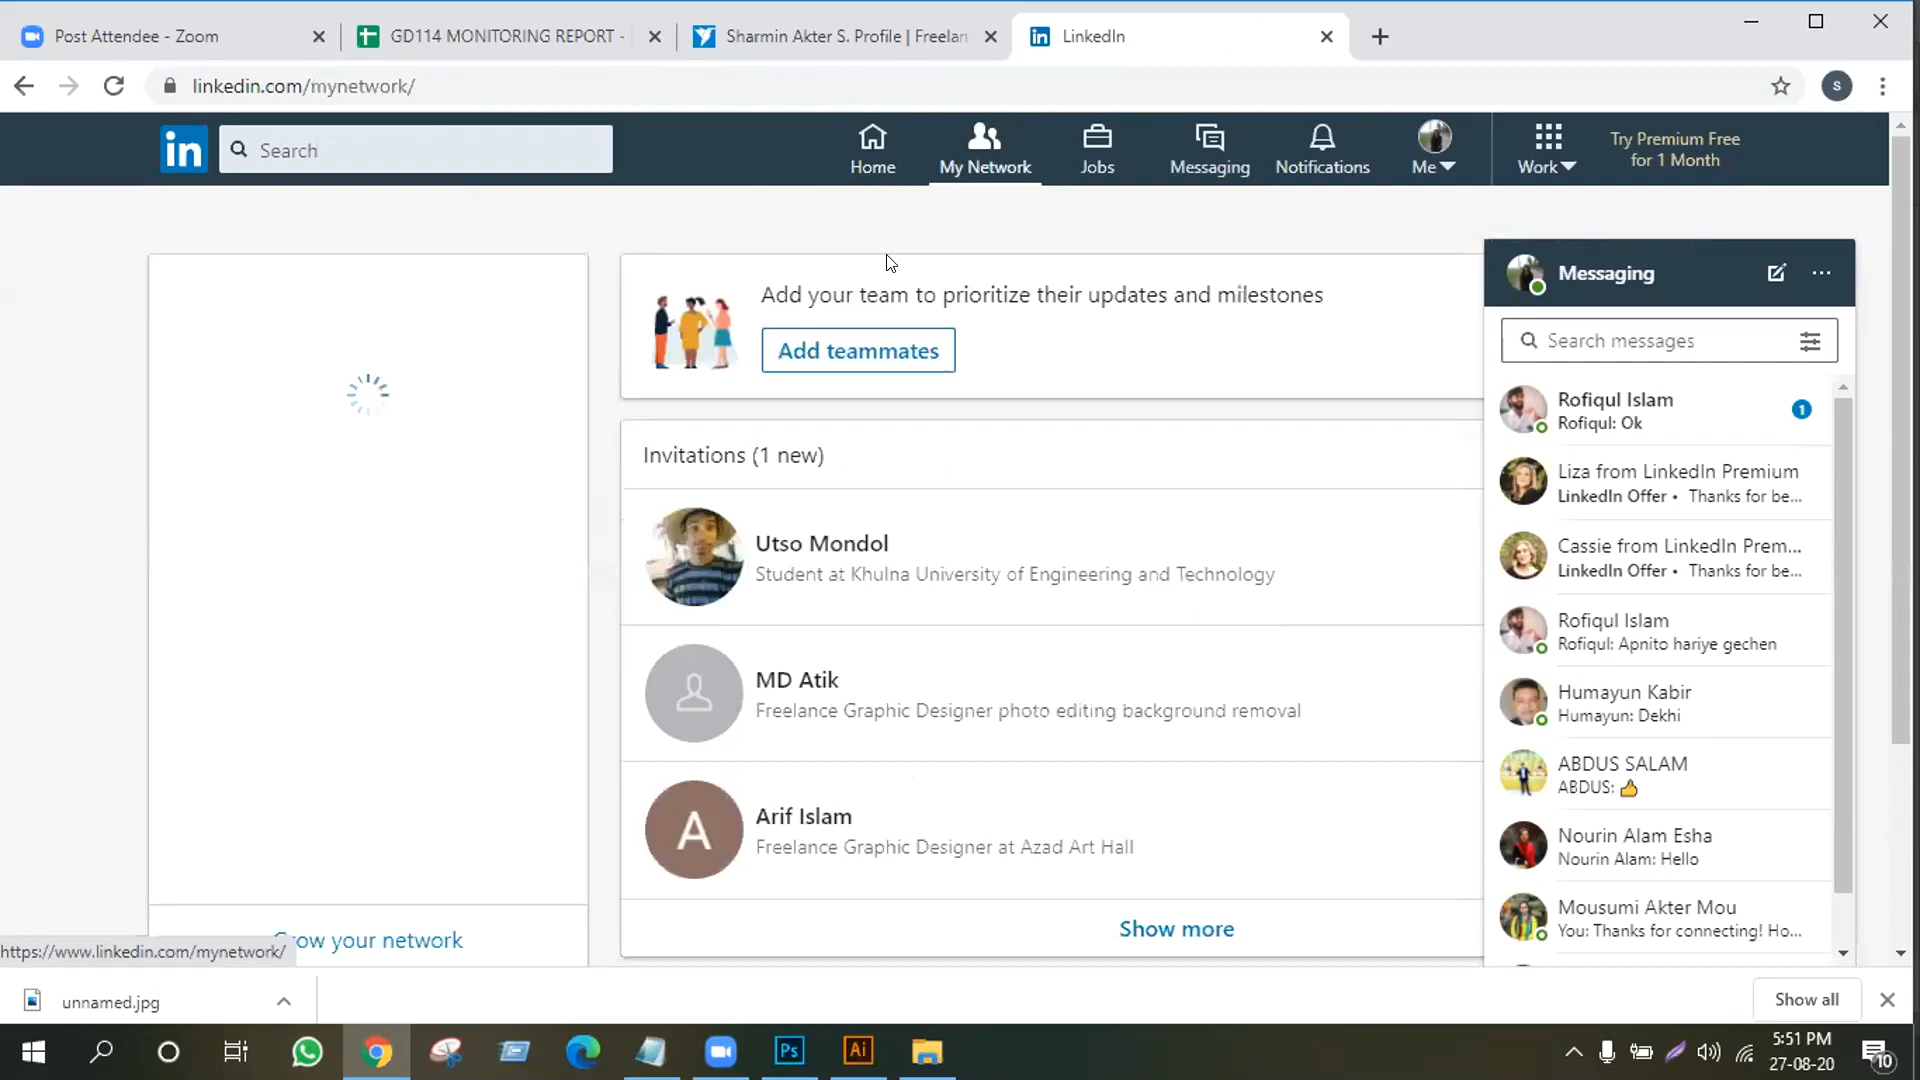 Post Attendee - Zoom
GD114 MONITORING REPORT -
Sharmin Akter S. Profile | Freelan
LinkedIn
linkedin.com/mynetwork/
S
in
Search
Home
My Network
Jobs
Messaging
Notifications
Me
Work
Try Premium Free
for 1 Month
Add your team to prioritize their updates and milestones
Add teammates
Invitations (1 new)
Utso Mondol
Student at Khulna University of Engineering and Technology
MD Atik
Freelance Graphic Designer photo editing background removal
A
Arif Islam
Freelance Graphic Designer at Azad Art Hall
Show more
Grow your network
https://www.linkedin.com/mynetwork/
Messaging
Search messages
Rofiqul Islam
Rofiqul: Ok
1
Liza from LinkedIn Premium
LinkedIn Offer • Thanks for be...
Cassie from LinkedIn Prem...
LinkedIn Offer • Thanks for be...
Rofiqul Islam
Rofiqul: Apnito hariye gechen
Humayun Kabir
Humayun: Dekhi
ABDUS SALAM
ABDUS: 👍
Nourin Alam Esha
Nourin Alam: Hello
Mousumi Akter Mou
You: Thanks for connecting! Ho...
unnamed.jpg
Show all
Ps
Ai
5:51 PM
27-08-20
10